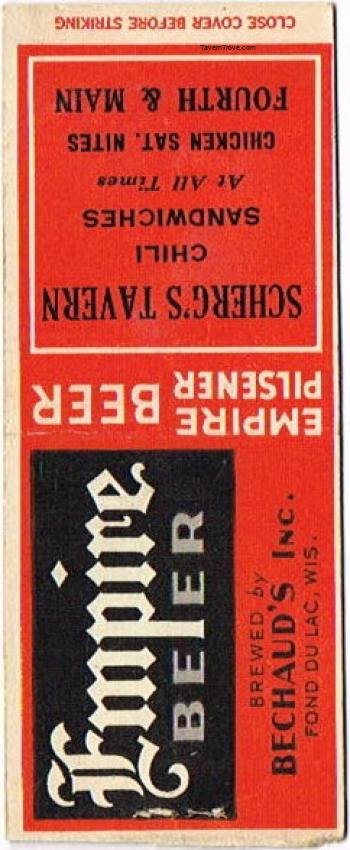 CLOSE COVER BEFORE STRIKING
TavernTrove.com
SCHERG'S TAVERN
CHILI
SANDWICHES
At All Times
CHICKEN SAT. NITES
FOURTH & MAIN
EMPIRE
PILSENER
BEER
Empire
BEER
BREWED by
BECHAUD'S INC.
FOND DU LAC, WIS.